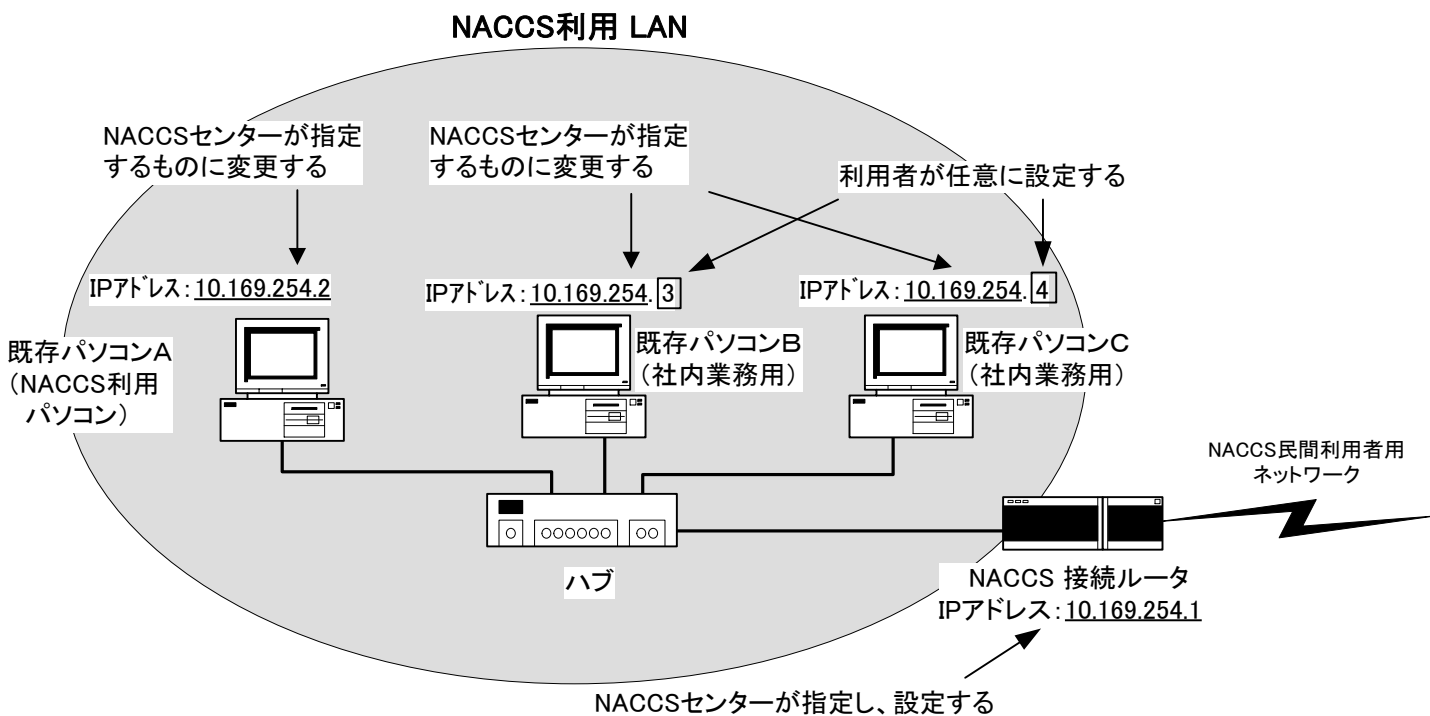 NACCS利用 LAN
NACCSセンターが指定
するものに変更する
NACCSセンターが指定
するものに変更する
利用者が任意に設定する
IPアドレス：10.169.254.2
IPアドレス：10.169.254.3
IPアドレス：10.169.254.4
既存パソコンA
（NACCS利用
パソコン）
既存パソコンB
（社内業務用）
既存パソコンC
（社内業務用）
NACCS民間利用者用
ネットワーク
ハブ
NACCS 接続ルータ
IPアドレス：10.169.254.1
NACCSセンターが指定し、設定する